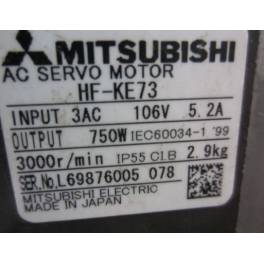 MITSUBISHI
AC SERVO MOTOR
HF-KE73
INPUT 3AC 106V 5.2A
OUTPUT 750W IEC60034-1 '99
3000r/min IP55 CI.B 2.9kg
SER.No.L69876005 078
MITSUBISHI ELECTRIC
MADE IN JAPAN